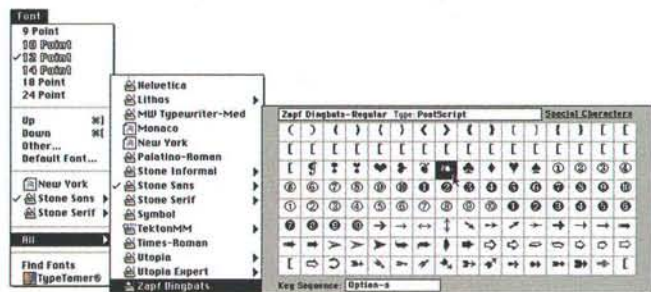 Font
9 Point
10 Point
✓12 Point
14 Point
18 Point
24 Point
Up ⌘]
Down ⌘[
Other...
Default Font...
New York
✓ Stone Sans
Stone Serif
All
Find Fonts
TypeTamer®
Helvetica
Lithos
MW Typewriter-Med
Monaco
New York
Palatino-Roman
Stone Informal
✓ Stone Sans
Stone Serif
Symbol
TektonMM
Times-Roman
Utopia
Utopia Expert
Zapf Dingbats
Zapf Dingbats-Regular Type: PostScript Special Characters
Key Sequence: Option-s